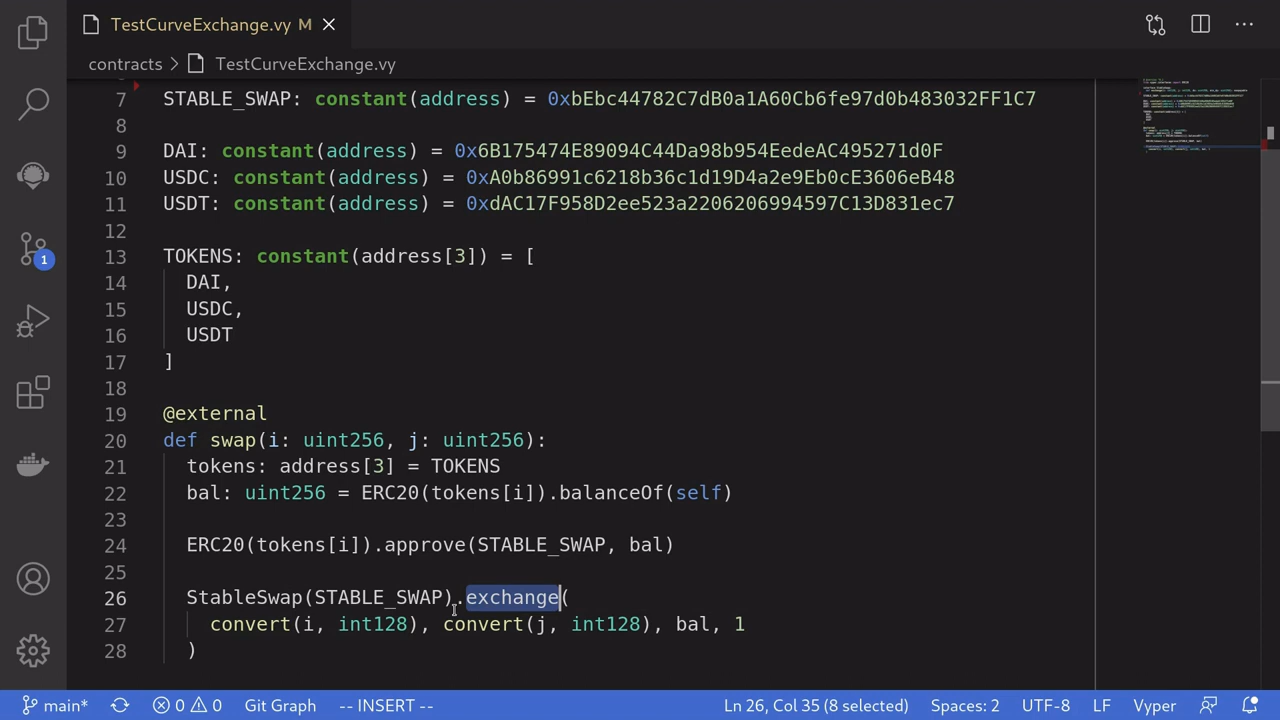 TestCurveExchange.vy M
contracts > TestCurveExchange.vy
7 STABLE_SWAP: constant(address) = 0xbEbc44782C7dB0a1A60Cb6fe97d0b483032FF1C7
8
9 DAI: constant(address) = 0x6B175474E89094C44Da98b954EedeAC495271d0F
10 USDC: constant(address) = 0xA0b86991c6218b36c1d19D4a2e9Eb0cE3606eB48
11 USDT: constant(address) = 0xdAC17F958D2ee523a2206206994597C13D831ec7
12
13 TOKENS: constant(address[3]) = [
14 DAI,
15 USDC,
16 USDT
17 ]
18
19 @external
20 def swap(i: uint256, j: uint256):
21 tokens: address[3] = TOKENS
22 bal: uint256 = ERC20(tokens[i]).balanceOf(self)
23
24 ERC20(tokens[i]).approve(STABLE_SWAP, bal)
25
26 StableSwap(STABLE_SWAP).exchange(
27 convert(i, int128), convert(j, int128), bal, 1
28 )
1
main* 0 0 Git Graph -- INSERT -- Ln 26, Col 35 (8 selected) Spaces: 2 UTF-8 LF Vyper